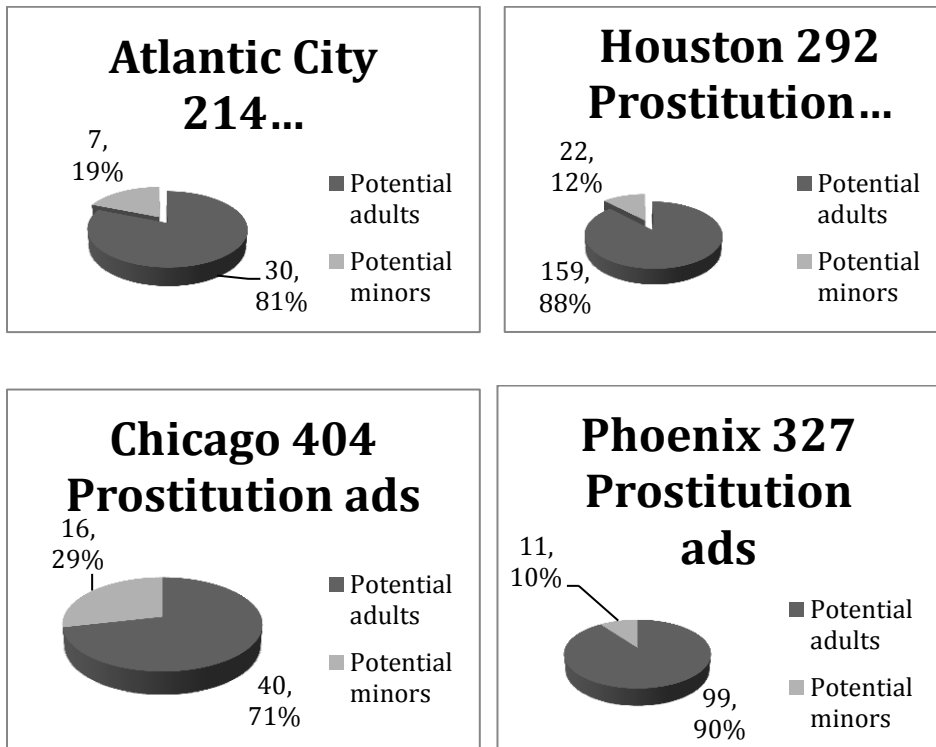 Atlantic City
214...
7,
19%
Potential
adults
Potential
minors
30,
81%
Houston 292
Prostitution...
22,
12%
Potential
adults
Potential
minors
159,
88%
Chicago 404
Prostitution ads
16,
29%
Potential
adults
Potential
minors
40,
71%
Phoenix 327
Prostitution
ads
11,
10%
Potential
adults
Potential
minors
99,
90%